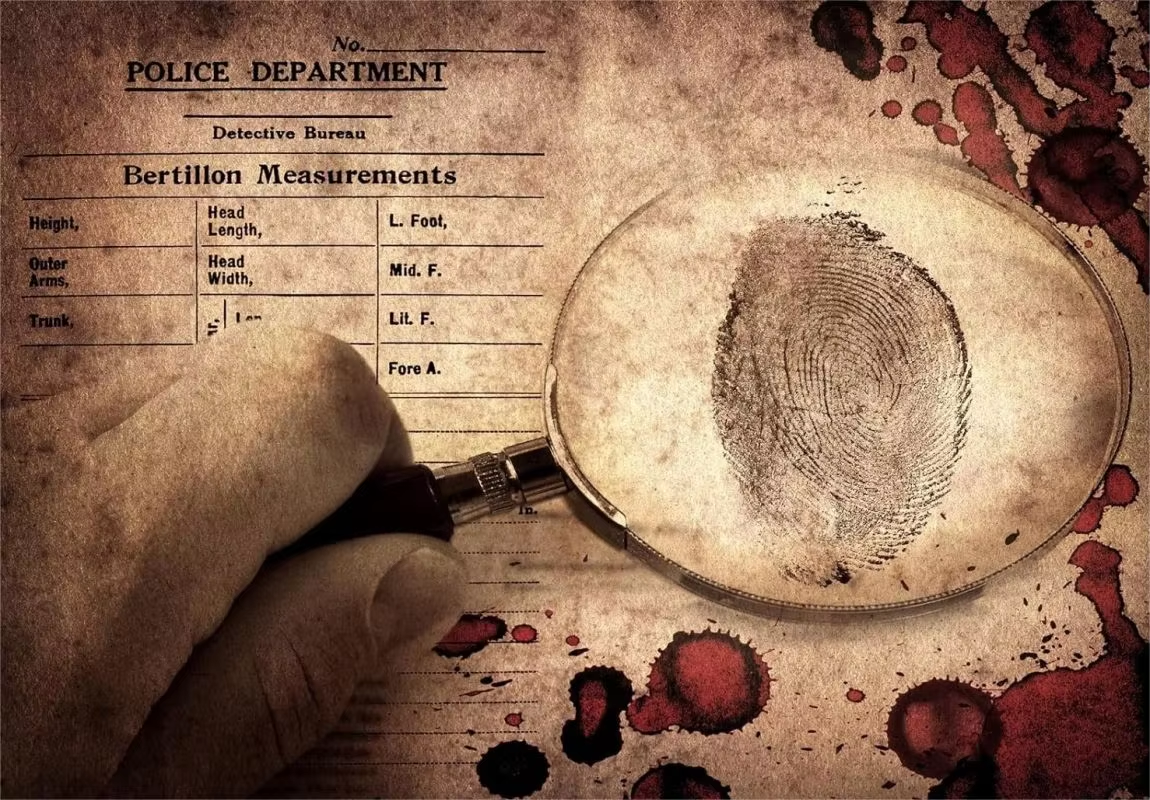 No.
POLICE DEPARTMENT
Detective Bureau
Bertillon Measurements
Height,
Head
Length,
L. Foot,
Outer
Arms,
Head
Width,
Mid. F.
Trunk,
Lit. F.
Fore A.
In.